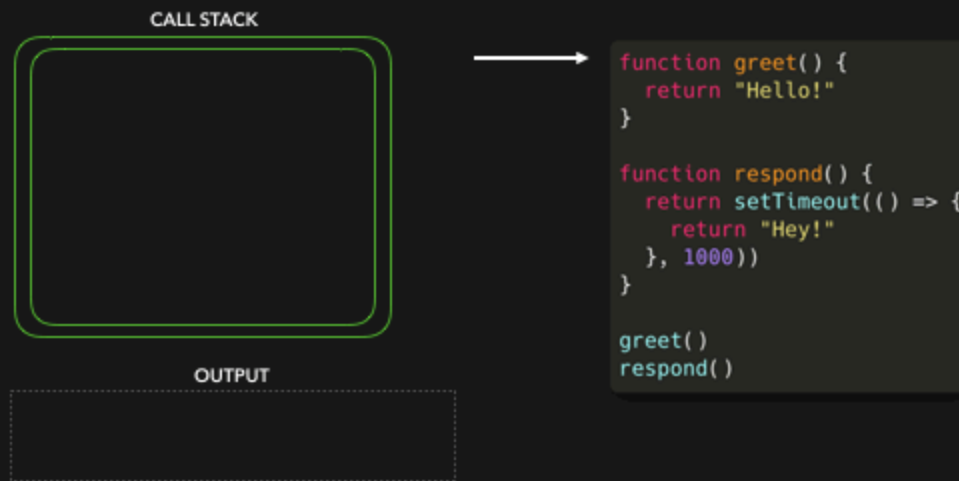 CALL STACK
function greet() {
  return "Hello!"
}
function respond() {
  return setTimeout(() => {
    return "Hey!"
  }, 1000))
}
greet()
respond()
OUTPUT